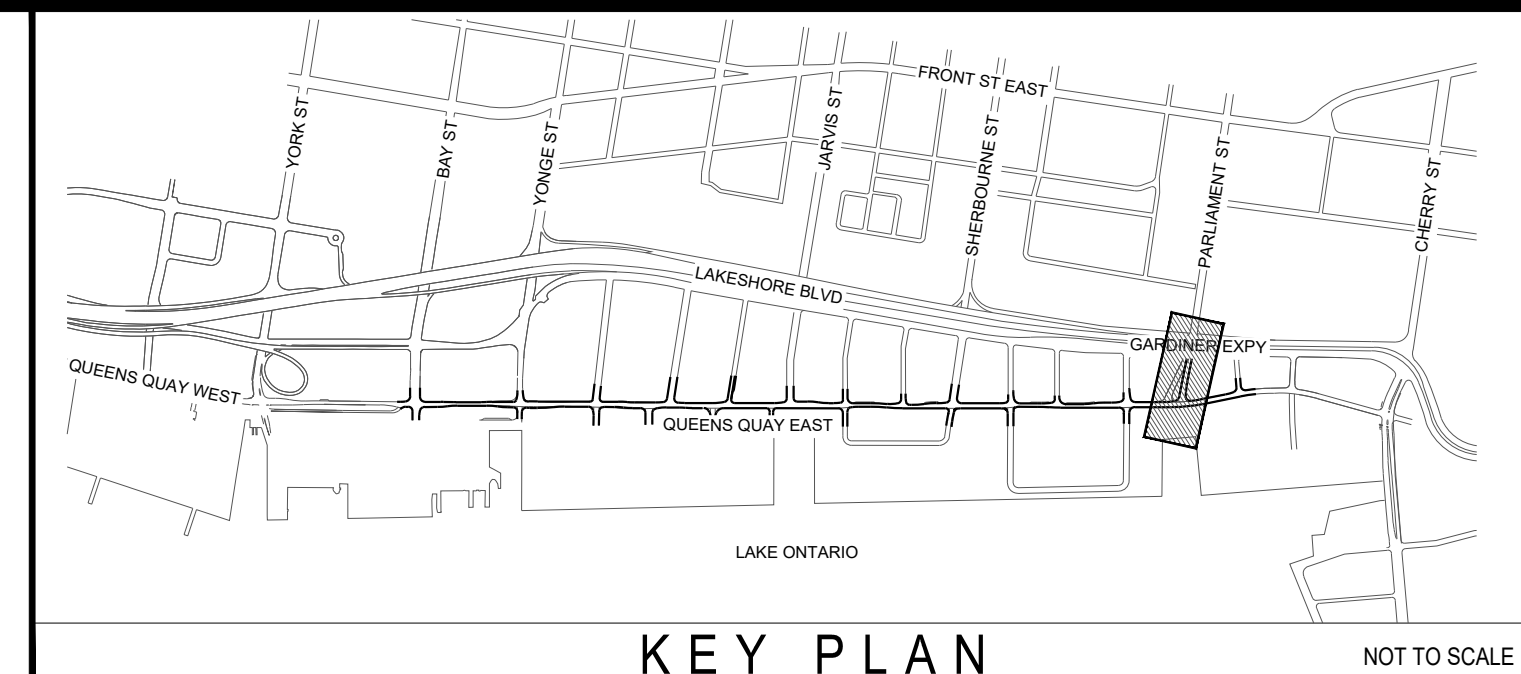 FRONT ST EAST
YORK ST
BAY ST
YONGE ST
JARVIS ST
SHERBOURNE ST
PARLIAMENT ST
CHERRY ST
LAKESHORE BLVD
GARDINER EXPY
QUEENS QUAY WEST
QUEENS QUAY EAST
LAKE ONTARIO
KEY PLAN
NOT TO SCALE